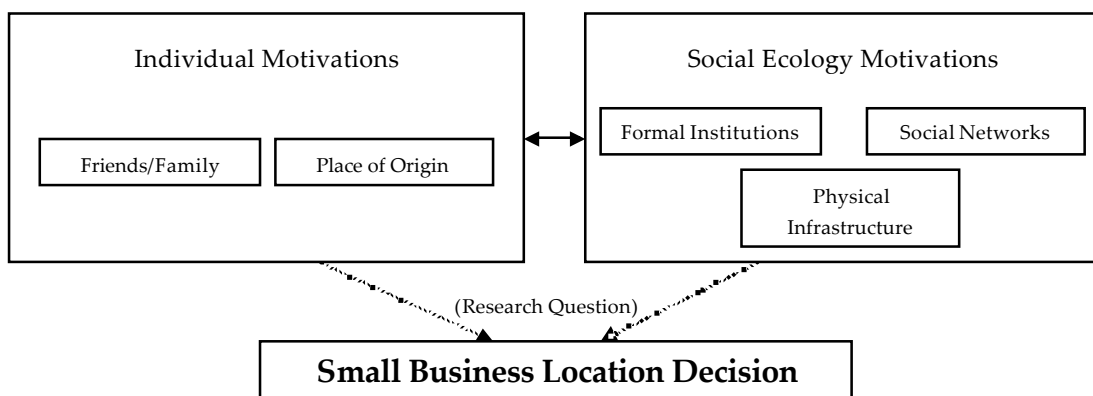 Individual Motivations
Friends/Family
Place of Origin
Social Ecology Motivations
Formal Institutions
Social Networks
Physical
Infrastructure
(Research Question)
Small Business Location Decision